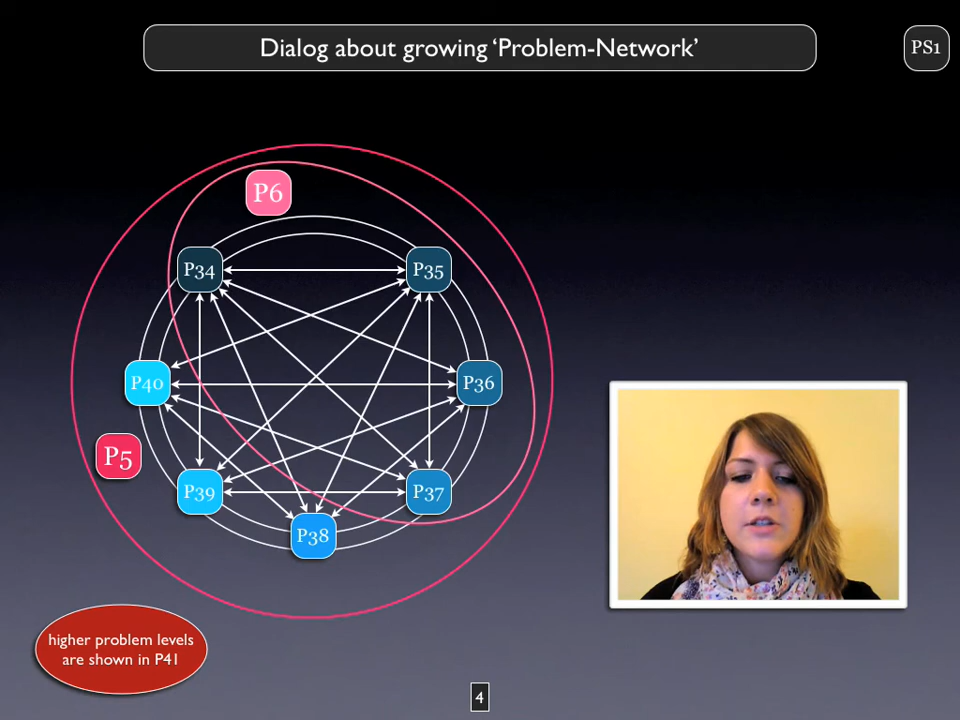 Dialog about growing ‘Problem-Network’
PS1
P6
P34
P35
P40
P36
P5
P39
P37
P38
higher problem levels
are shown in P41
4